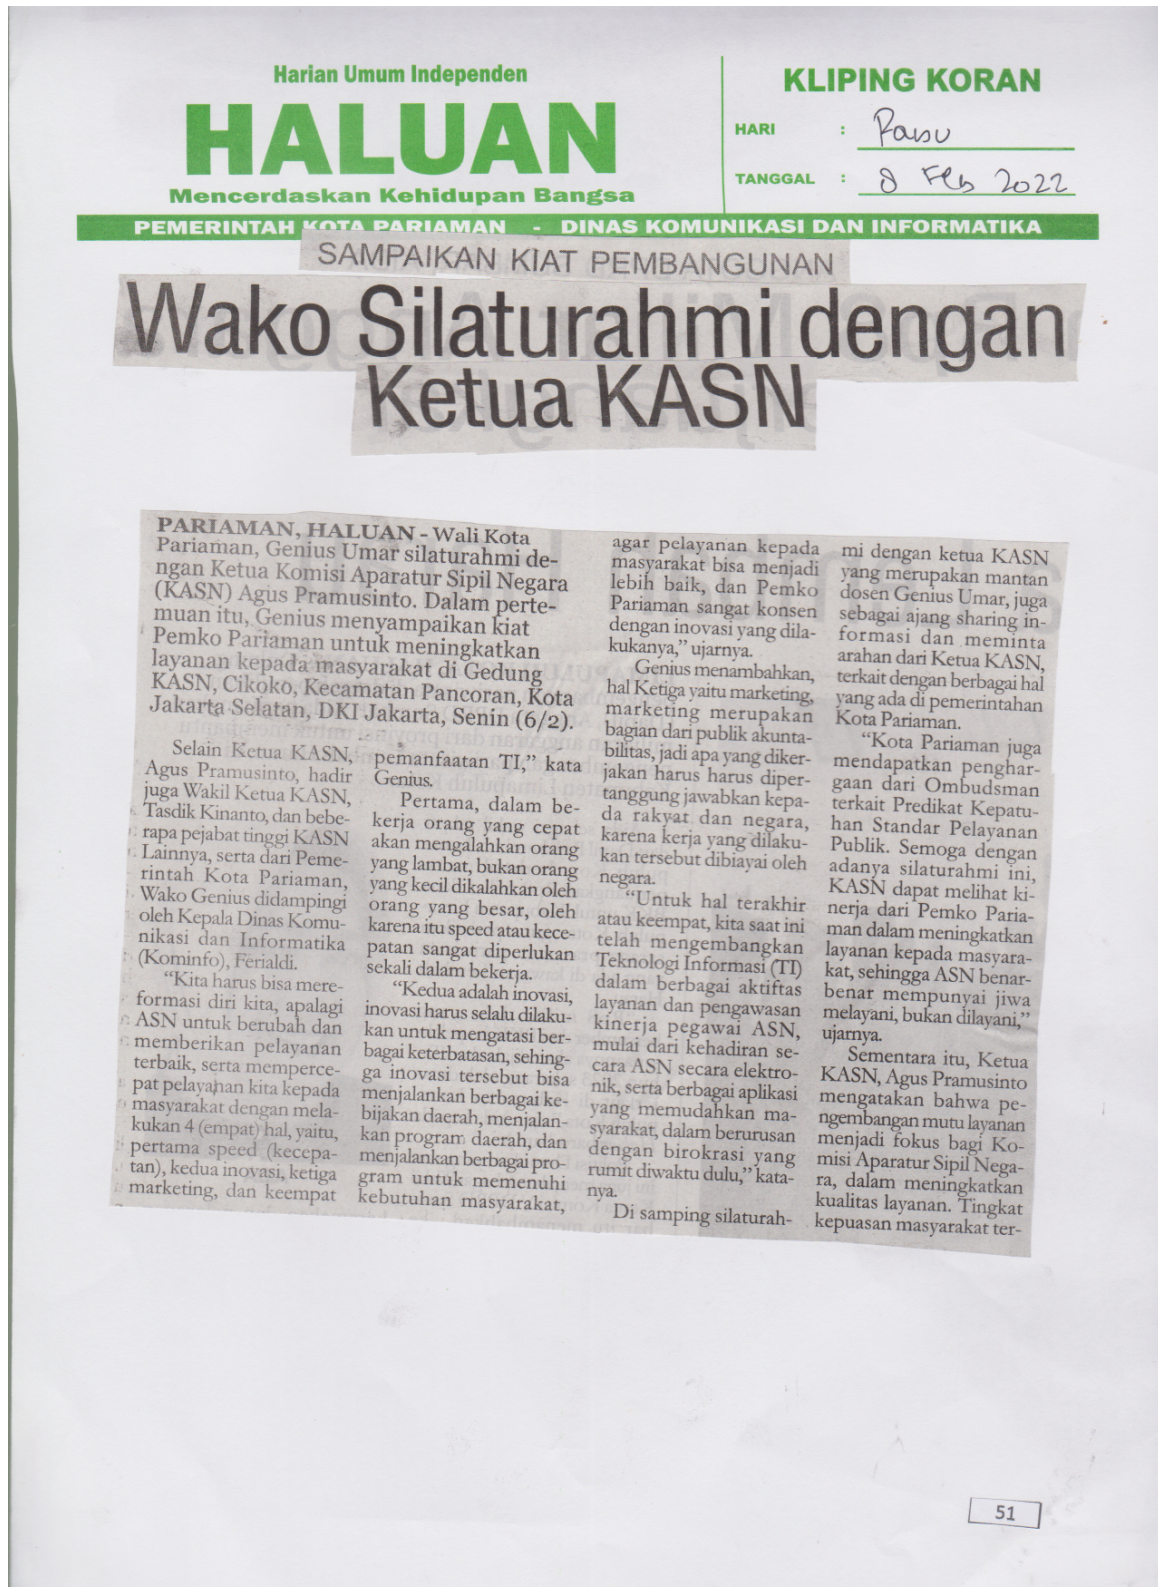 Harian Umum Independen
HALUAN
Mencerdaskan Kehidupan Bangsa
KLIPING KORAN
HARI : Rabu
TANGGAL : 8 Feb 2022
PEMERINTAH KOTA PARIAMAN - DINAS KOMUNIKASI DAN INFORMATIKA
SAMPAIKAN KIAT PEMBANGUNAN
Wako Silaturahmi dengan
Ketua KASN
PARIAMAN, HALUAN - Wali Kota
Pariaman, Genius Umar silaturahmi de-
ngan Ketua Komisi Aparatur Sipil Negara
(KASN) Agus Pramusinto. Dalam perte-
muan itu, Genius menyampaikan kiat
Pemko Pariaman untuk meningkatkan
layanan kepada masyarakat di Gedung
KASN, Cikoko, Kecamatan Pancoran, Kota
Jakarta Selatan, DKI Jakarta, Senin (6/2).
Selain Ketua KASN,
Agus Pramusinto, hadir
juga Wakil Ketua KASN,
Tasdik Kinanto, dan bebe-
rapa pejabat tinggi KASN
Lainnya, serta dari Peme-
rintah Kota Pariaman,
Wako Genius didampingi
oleh Kepala Dinas Komu-
nikasi dan Informatika
(Kominfo), Ferialdi.
"Kita harus bisa mere-
formasi diri kita, apalagi
ASN untuk berubah dan
memberikan pelayanan
terbaik, serta memperce-
pat pelayanan kita kepada
masyarakat dengan mela-
kukan 4 (empat) hal, yaitu,
pertama speed (kecepa-
tan), kedua inovasi, ketiga
marketing, dan keempat
pemanfaatan TI," kata
Genius.
Pertama, dalam be-
kerja orang yang cepat
akan mengalahkan orang
yang lambat, bukan orang
yang kecil dikalahkan oleh
orang yang besar, oleh
karena itu speed atau kece-
patan sangat diperlukan
sekali dalam bekerja.
"Kedua adalah inovasi,
inovasi harus selalu dilaku-
kan untuk mengatasi ber-
bagai keterbatasan, sehing-
ga inovasi tersebut bisa
menjalankan berbagai ke-
bijakan daerah, menjalan-
kan program daerah, dan
menjalankan berbagai pro-
gram untuk memenuhi
kebutuhan masyarakat,
agar pelayanan kepada
masyarakat bisa menjadi
lebih baik, dan Pemko
Pariaman sangat konsen
dengan inovasi yang dila-
kukanya," ujarnya.
Genius menambahkan,
hal Ketiga yaitu marketing,
marketing merupakan
bagian dari publik akunta-
bilitas, jadi apa yang diker-
jakan harus harus diper-
tanggung jawabkan kepa-
da rakyat dan negara,
karena kerja yang dilaku-
kan tersebut dibiayai oleh
negara.
"Untuk hal terakhir
atau keempat, kita saat ini
telah mengembangkan
Teknologi Informasi (TI)
dalam berbagai aktiftas
layanan dan pengawasan
kinerja pegawai ASN,
mulai dari kehadiran se-
cara ASN secara elektro-
nik, serta berbagai aplikasi
yang memudahkan ma-
syarakat, dalam berurusan
dengan birokrasi yang
rumit diwaktu dulu," kata-
nya.
Di samping silaturah-
mi dengan ketua KASN
yang merupakan mantan
dosen Genius Umar, juga
sebagai ajang sharing in-
formasi dan meminta
arahan dari Ketua KASN,
terkait dengan berbagai hal
yang ada di pemerintahan
Kota Pariaman.
"Kota Pariaman juga
mendapatkan penghar-
gaan dari Ombudsman
terkait Predikat Kepatu-
han Standar Pelayanan
Publik. Semoga dengan
adanya silaturahmi ini,
KASN dapat melihat ki-
nerja dari Pemko Paria-
man dalam meningkatkan
layanan kepada masyara-
kat, sehingga ASN benar-
benar mempunyai jiwa
melayani, bukan dilayani,"
ujarnya.
Sementara itu, Ketua
KASN, Agus Pramusinto
mengatakan bahwa pe-
ngembangan mutu layanan
menjadi fokus bagi Ko-
misi Aparatur Sipil Nega-
ra, dalam meningkatkan
kualitas layanan. Tingkat
kepuasan masyarakat ter-
51